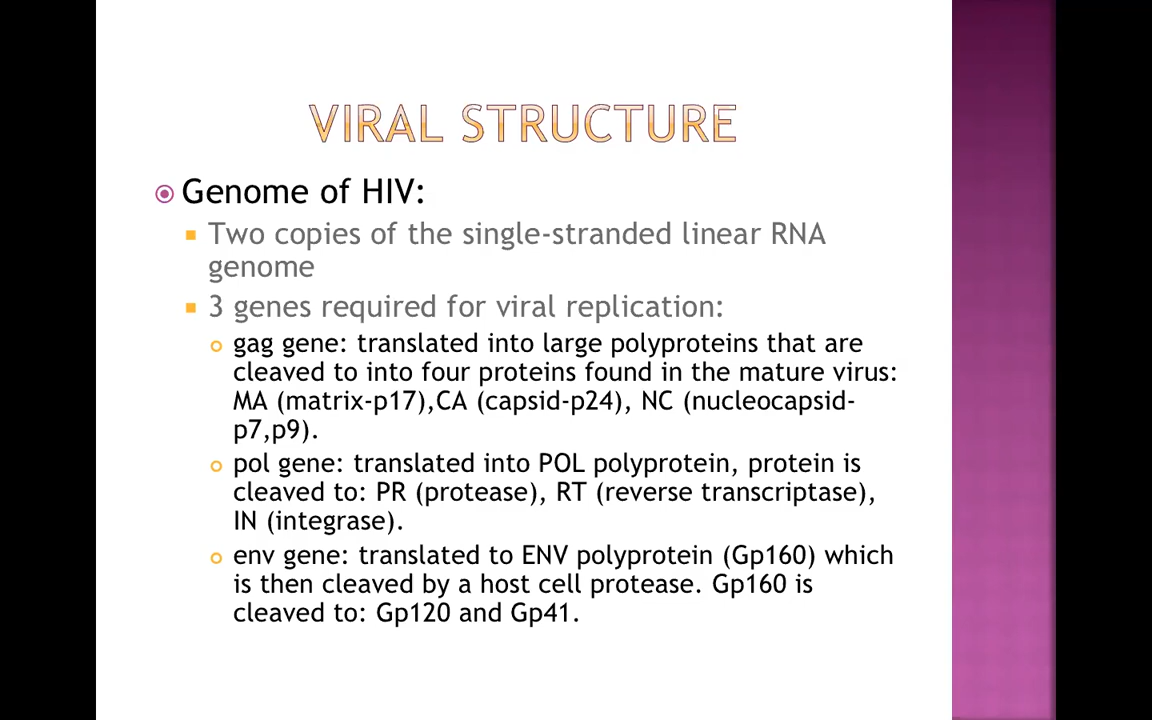 VIRAL STRUCTURE
Genome of HIV:
Two copies of the single-stranded linear RNA
genome
3 genes required for viral replication:
gag gene: translated into large polyproteins that are
cleaved to into four proteins found in the mature virus:
MA (matrix-p17),CA (capsid-p24), NC (nucleocapsid-
p7,p9).
pol gene: translated into POL polyprotein, protein is
cleaved to: PR (protease), RT (reverse transcriptase),
IN (integrase).
env gene: translated to ENV polyprotein (Gp160) which
is then cleaved by a host cell protease. Gp160 is
cleaved to: Gp120 and Gp41.